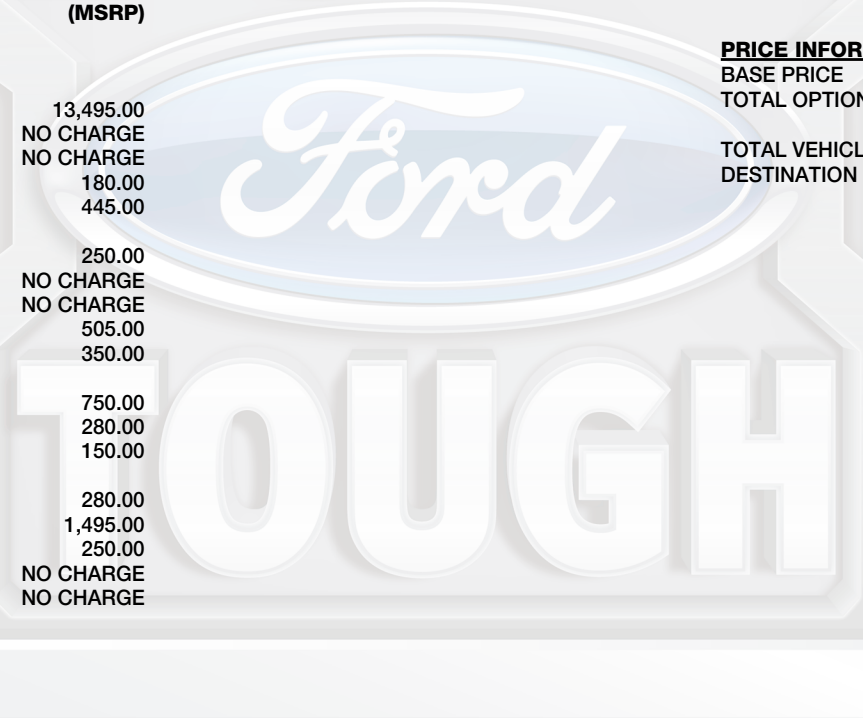 (MSRP)
13,495.00
NO CHARGE
NO CHARGE
180.00
445.00
250.00
NO CHARGE
NO CHARGE
505.00
350.00
750.00
280.00
150.00
280.00
1,495.00
250.00
NO CHARGE
NO CHARGE
PRICE INFOR
BASE PRICE
TOTAL OPTION
TOTAL VEHICL
DESTINATION
Ford
TOUGH